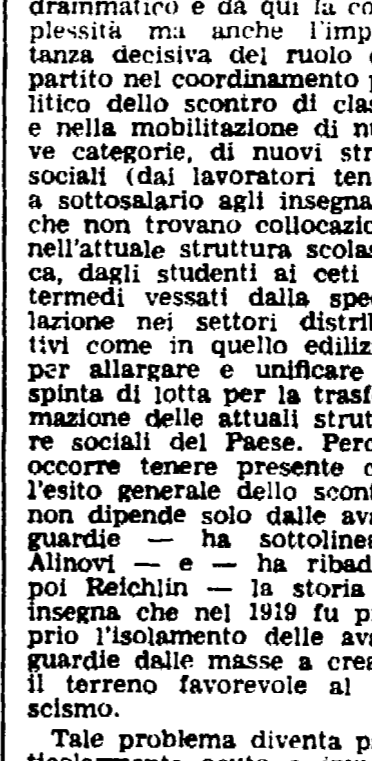 drammatico e da qui la co
plessità ma anche l'imp
tanza decisiva del ruolo
partito nel coordinamento p
litico dello scontro di clas
e nella mobilitazione di nu
ve categorie, di nuovi str
sociali (dai lavoratori ten
a sottosalario agli insegna
che non trovano collocazio
nell'attuale struttura scolas
ca, dagli studenti ai ceti
termedi vessati dalla spec
lazione nei settori distrib
tivi come in quello edilizi
per allargare e unificare
spinta di lotta per la trasf
mazione delle attuali strut
re sociali del Paese. Perc
occorre tenere presente c
l'esito generale dello scont
non dipende solo dalle ava
guardie — ha sottolinea
Alinovi — e — ha ribad
poi Reichlin — la storia
insegna che nel 1919 fu p
prio l'isolamento delle ava
guardie dalle masse a crea
il terreno favorevole al
scismo.
Tale problema diventa p